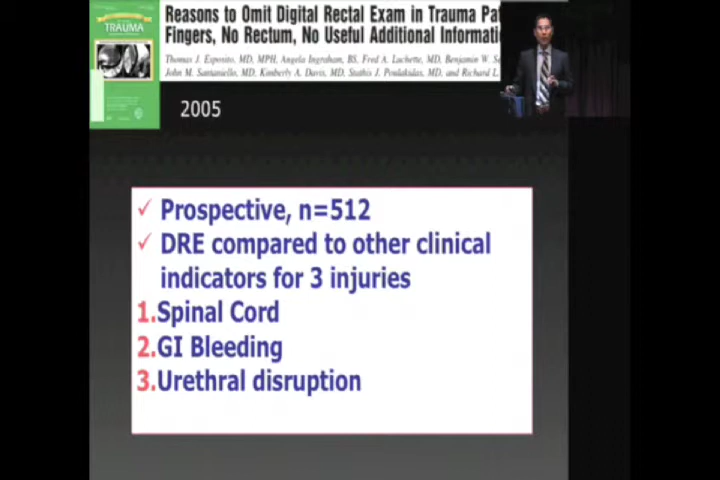 TRAUMA
Reasons to Omit Digital Rectal Exam in Trauma
Fingers, No Rectum, No Useful Additional
Thomas J. Esposito, MD, MPH, Angela Ingraham, BS, Fred A. Luchette, MD, Benjamin W.
John M. Santaniello, MD, Kimberly A. Davis, MD, Stathis J. Poulakidas, MD, and Richard L.
2005
✓ Prospective, n=512
✓ DRE compared to other clinical
indicators for 3 injuries
1.Spinal Cord
2.GI Bleeding
3.Urethral disruption